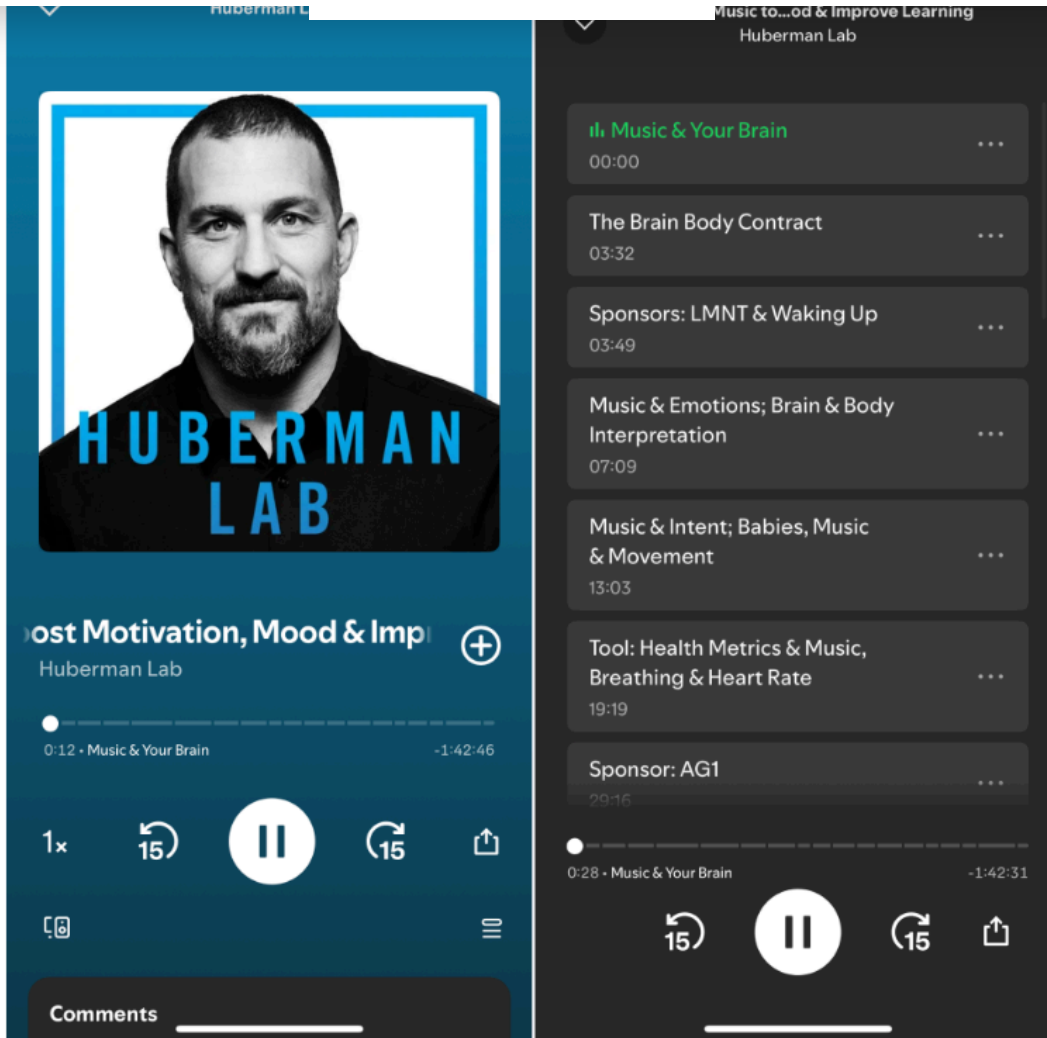 Huberman L
HUBERMAN
LAB
ost Motivation, Mood & Imp
Huberman Lab
0:12 • Music & Your Brain
-1:42:46
1x
15
15
Comments
Music to...od & Improve Learning
Huberman Lab
Music & Your Brain
00:00
The Brain Body Contract
03:32
Sponsors: LMNT & Waking Up
03:49
Music & Emotions; Brain & Body
Interpretation
07:09
Music & Intent; Babies, Music
& Movement
13:03
Tool: Health Metrics & Music,
Breathing & Heart Rate
19:19
Sponsor: AG1
29:16
0:28 • Music & Your Brain
-1:42:31
15
15